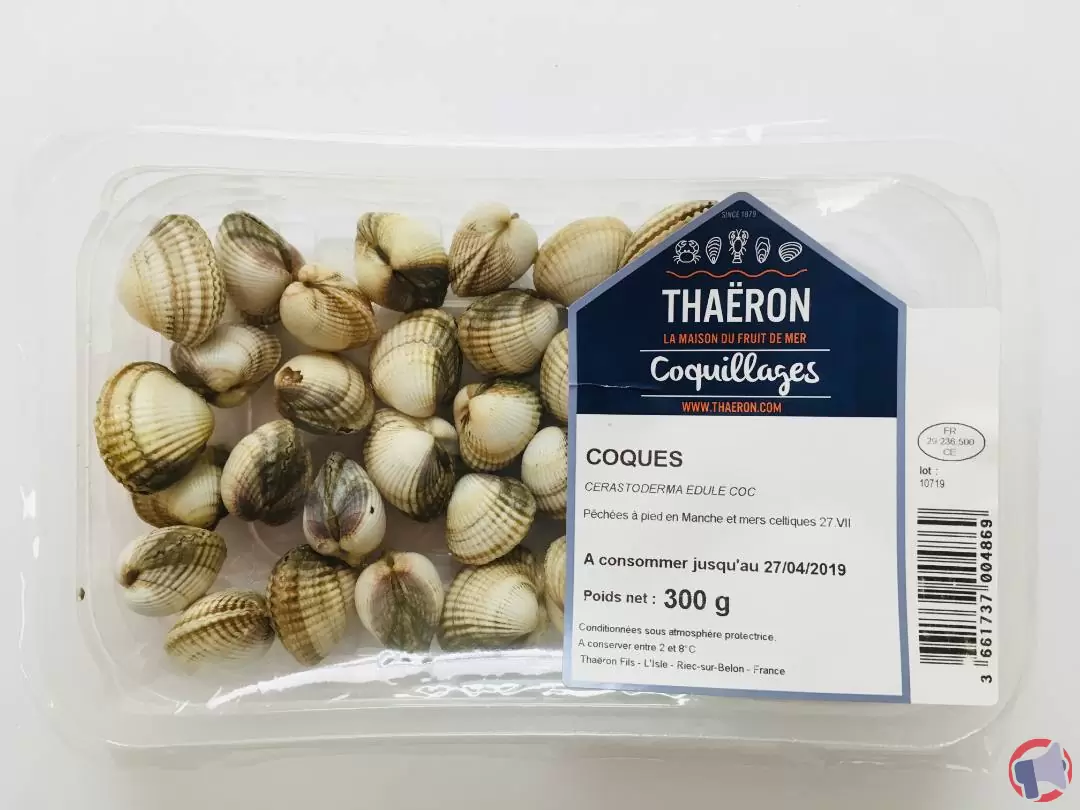 SINCE 1879
THAËRON
LA MAISON DU FRUIT DE MER
Coquillages
WWW.THAERON.COM
COQUES
CERASTODERMA EDULE COC
Pêchées à pied en Manche et mers celtiques 27.VII
A consommer jusqu'au 27/04/2019
Poids net : 300 g
Conditionnées sous atmosphère protectrice.
A conserver entre 2 et 8°C
Thaëron Fils - L'Isle - Riec-sur-Belon - France
FR
29.236.500
CE
lot :
10719
3 661737 004869